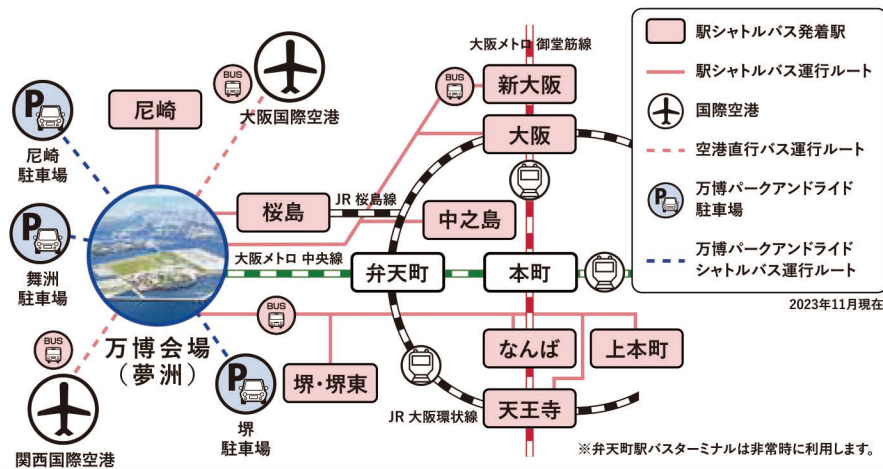 大阪メトロ 御堂筋線
BUS
新大阪
BUS
大阪国際空港
P
尼崎
駐車場
尼崎
大阪
JR 桜島線
桜島
中之島
P
舞洲
駐車場
大阪メトロ 中央線
弁天町
本町
BUS
万博会場
（夢洲）
BUS
関西国際空港
P
堺
駐車場
堺・堺東
なんば
上本町
JR 大阪環状線
天王寺
駅シャトルバス発着駅
駅シャトルバス運行ルート
国際空港
空港直行バス運行ルート
P
万博パークアンドライド
駐車場
万博パークアンドライド
シャトルバス運行ルート
2023年11月現在
※弁天町駅バスターミナルは非常時に利用します。